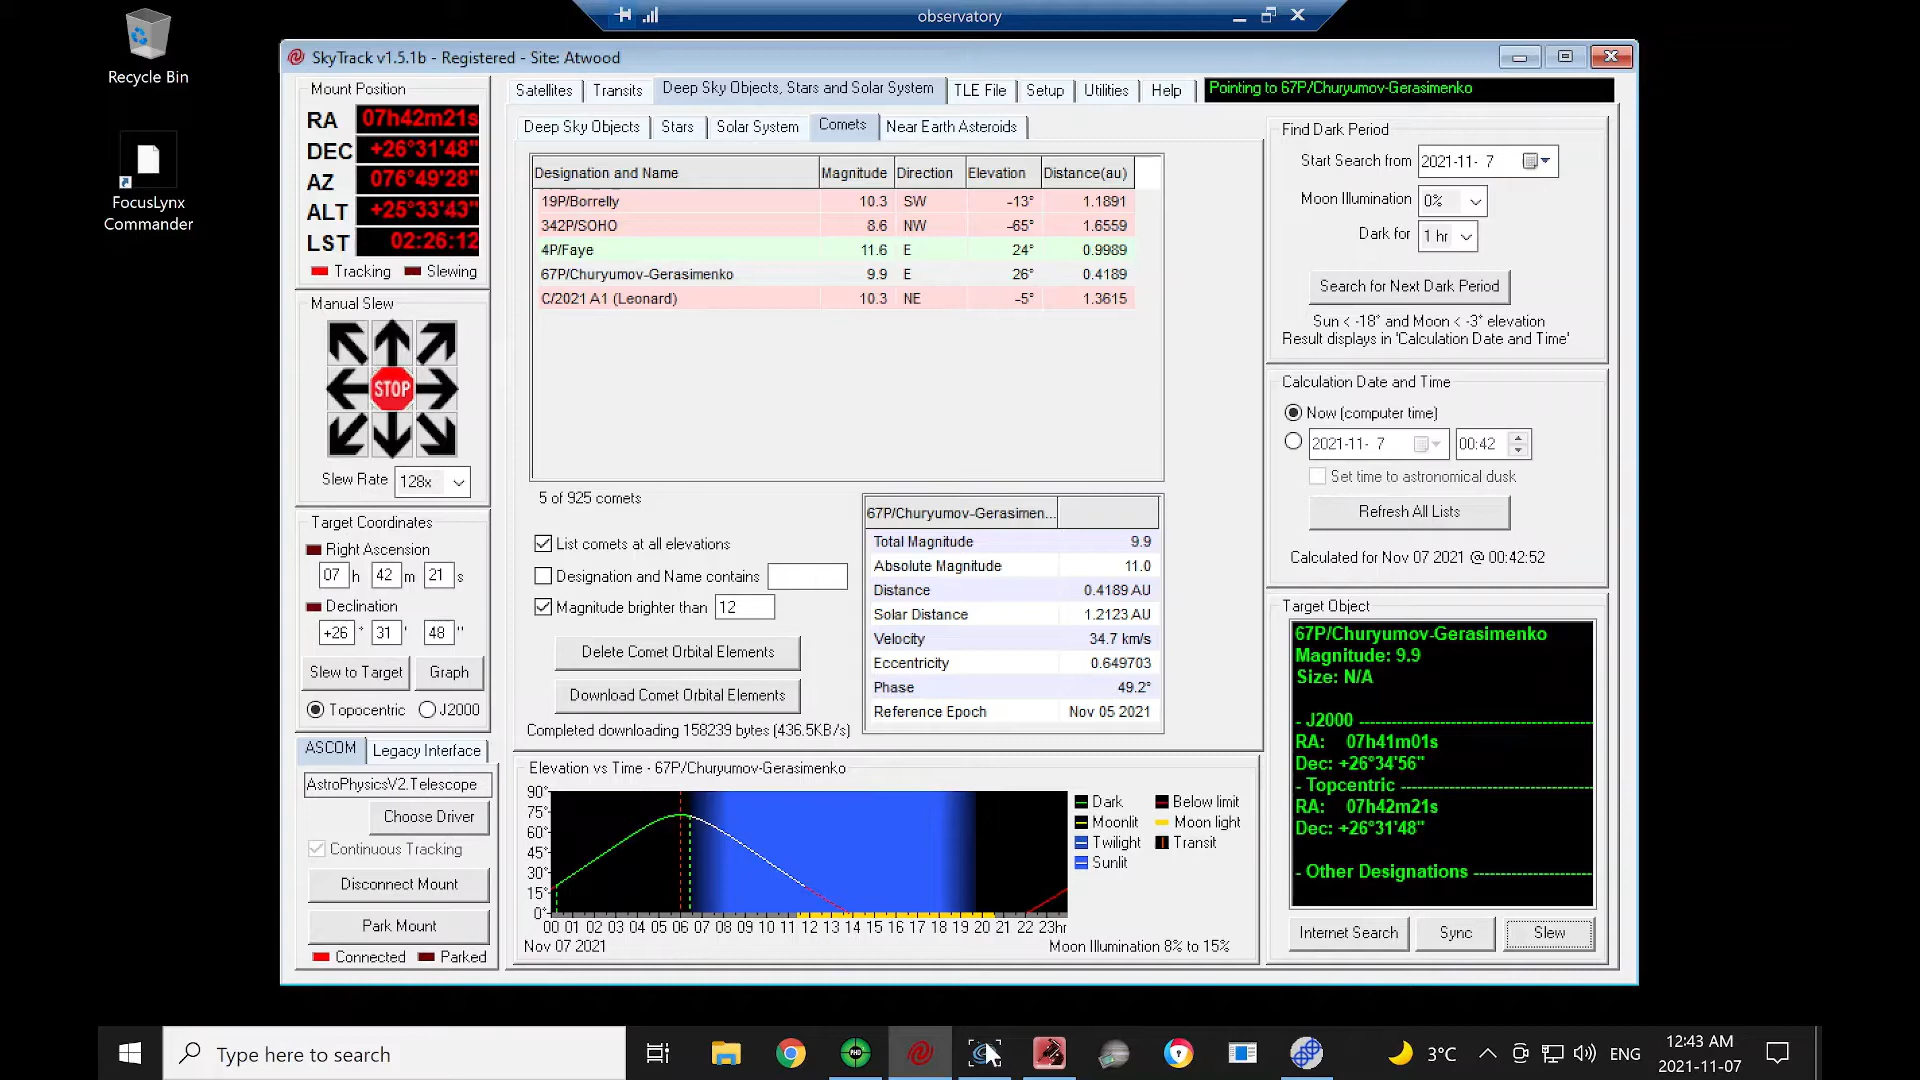 observatory
Recycle Bin
FocusLynx
Commander
SkyTrack v1.5.1b - Registered - Site: Atwood
Mount Position
RA 07h42m21s
DEC +26°31'48"
AZ 076°49'28"
ALT +25°33'43"
LST 02:26:12
Tracking Slewing
Manual Slew
STOP
Slew Rate 128x
Target Coordinates
Right Ascension
07 h 42 m 21 s
Declination
+26 ° 31 ' 48 "
Slew to Target Graph
Topocentric J2000
ASCOM Legacy Interface
AstroPhysicsV2.Telescope
Choose Driver
Continuous Tracking
Disconnect Mount
Park Mount
Connected Parked
Satellites Transits Deep Sky Objects, Stars and Solar System TLE File Setup Utilities Help
Deep Sky Objects Stars Solar System Comets Near Earth Asteroids
Designation and Name Magnitude Direction Elevation Distance(au)
19P/Borrelly 10.3 SW -13° 1.1891
342P/SOHO 8.6 NW -65° 1.6559
4P/Faye 11.6 E 24° 0.9989
67P/Churyumov-Gerasimenko 9.9 E 26° 0.4189
C/2021 A1 (Leonard) 10.3 NE -5° 1.3615
5 of 925 comets
List comets at all elevations
Designation and Name contains
Magnitude brighter than 12
Delete Comet Orbital Elements
Download Comet Orbital Elements
Completed downloading 158239 bytes (436.5KB/s)
67P/Churyumov-Gerasimen...
Total Magnitude 9.9
Absolute Magnitude 11.0
Distance 0.4189 AU
Solar Distance 1.2123 AU
Velocity 34.7 km/s
Eccentricity 0.649703
Phase 49.2°
Reference Epoch Nov 05 2021
Elevation vs Time - 67P/Churyumov-Gerasimenko
90°
75°
60°
45°
30°
15°
0°
00 01 02 03 04 05 06 07 08 09 10 11 12 13 14 15 16 17 18 19 20 21 22 23hr
Nov 07 2021 Moon Illumination 8% to 15%
Dark Below limit
Moonlit Moon light
Twilight Transit
Sunlit
Pointing to 67P/Churyumov-Gerasimenko
Find Dark Period
Start Search from 2021-11- 7
Moon Illumination 0%
Dark for 1 hr
Search for Next Dark Period
Sun < -18° and Moon < -3° elevation
Result displays in 'Calculation Date and Time'
Calculation Date and Time
Now (computer time)
2021-11- 7 00:42
Set time to astronomical dusk
Refresh All Lists
Calculated for Nov 07 2021 @ 00:42:52
Target Object
67P/Churyumov-Gerasimenko
Magnitude: 9.9
Size: N/A
- J2000 ----------------------------------
RA: 07h41m01s
Dec: +26°34'56"
- Topcentric ----------------------------
RA: 07h42m21s
Dec: +26°31'48"
- Other Designations -----------------
Internet Search Sync Slew
Type here to search
PHD
3°C
ENG
12:43 AM
2021-11-07